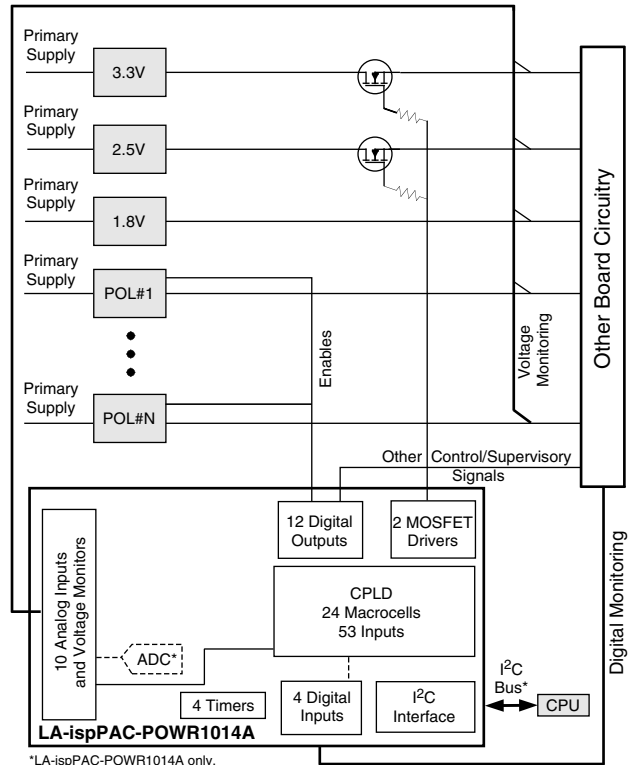 Primary
Supply
3.3V
Primary
Supply
2.5V
Primary
Supply
1.8V
Primary
Supply
POL#1
Primary
Supply
POL#N
Enables
Voltage
Monitoring
Other Board Circuitry
Other Control/Supervisory
Signals
12 Digital
Outputs
2 MOSFET
Drivers
10 Analog Inputs
and Voltage Monitors
CPLD
24 Macrocells
53 Inputs
ADC*
4 Timers
4 Digital
Inputs
I²C
Interface
I²C
Bus*
CPU
Digital Monitoring
LA-ispPAC-POWR1014A
*LA-ispPAC-POWR1014A only.